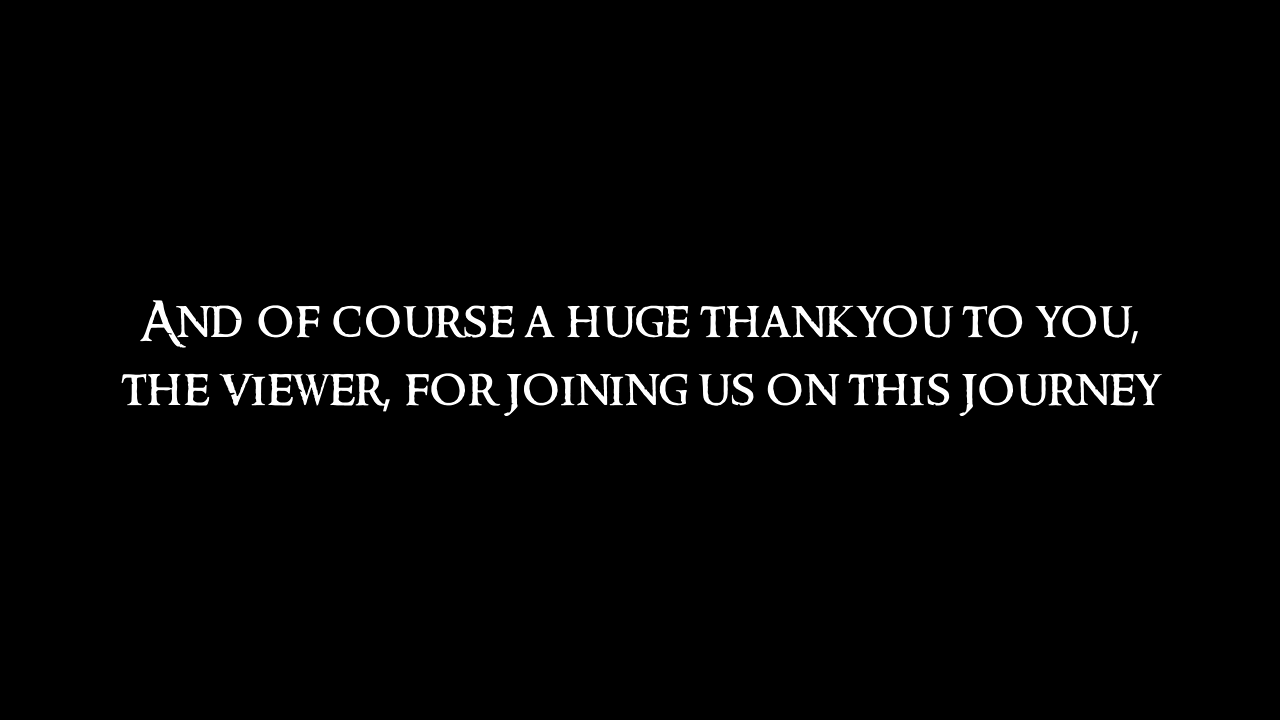 And of course a huge thankyou to you,
the viewer, for joining us on this journey